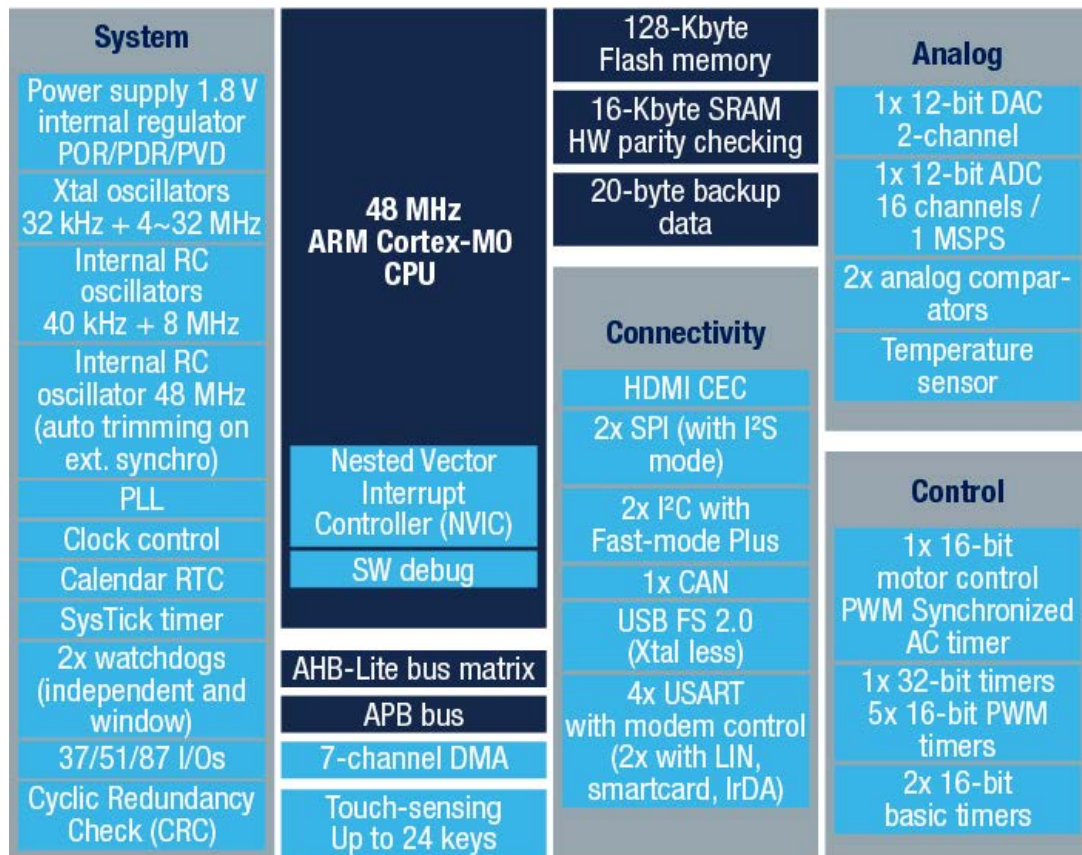 System
Power supply 1.8 V
internal regulator
POR/PDR/PVD
Xtal oscillators
32 kHz + 4~32 MHz
Internal RC
oscillators
40 kHz + 8 MHz
Internal RC
oscillator 48 MHz
(auto trimming on
ext. synchro)
PLL
Clock control
Calendar RTC
SysTick timer
2x watchdogs
(independent and
window)
37/51/87 I/Os
Cyclic Redundancy
Check (CRC)
48 MHz
ARM Cortex-MO
CPU
Nested Vector
Interrupt
Controller (NVIC)
SW debug
AHB-Lite bus matrix
APB bus
7-channel DMA
Touch-sensing
Up to 24 keys
128-Kbyte
Flash memory
16-Kbyte SRAM
HW parity checking
20-byte backup
data
Connectivity
HDMI CEC
2x SPI (with I²S
mode)
2x I²C with
Fast-mode Plus
1x CAN
USB FS 2.0
(Xtal less)
4x USART
with modem control
(2x with LIN,
smartcard, IrDA)
Analog
1x 12-bit DAC
2-channel
1x 12-bit ADC
16 channels /
1 MSPS
2x analog compar-
ators
Temperature
sensor
Control
1x 16-bit
motor control
PWM Synchronized
AC timer
1x 32-bit timers
5x 16-bit PWM
timers
2x 16-bit
basic timers